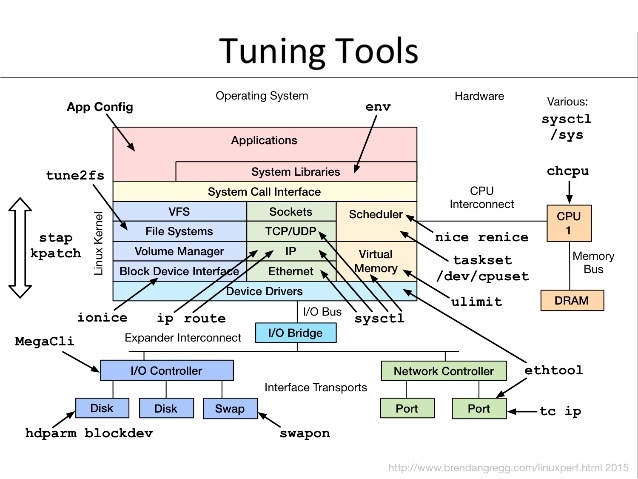 Tuning Tools
Operating System
Hardware
Various:
sysctl
/sys
App Config
env
Applications
System Libraries
System Call Interface
tune2fs
chcpu
VFS
Sockets
Scheduler
File Systems
TCP/UDP
Volume Manager
IP
Virtual
Memory
Block Device Interface
Ethernet
Device Drivers
Linux Kernel
stap
kpatch
CPU
Interconnect
CPU
1
nice renice
taskset
/dev/cpuset
ulimit
Memory
Bus
DRAM
ionice
ip route
I/O Bus
sysctl
MegaCli
Expander Interconnect
I/O Bridge
I/O Controller
Interface Transports
Network Controller
ethtool
Disk
Disk
Swap
Port
Port
tc ip
hdparm blockdev
swapon
http://www.brendangregg.com/linuxperf.html 2015